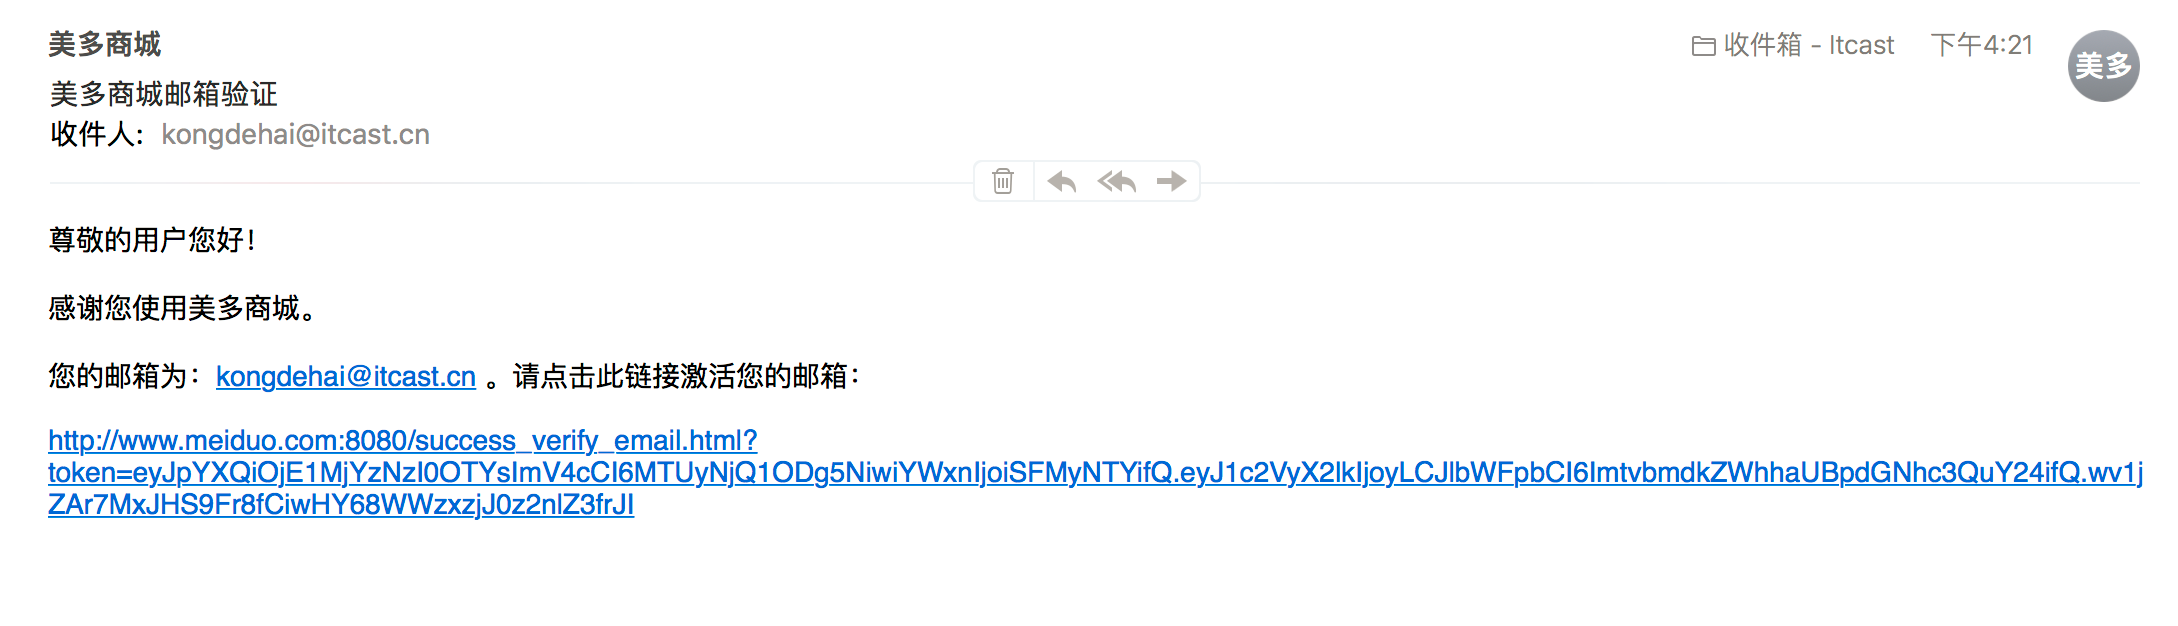 美多商城
收件箱 - Itcast 下午4:21
美多
美多商城邮箱验证
收件人: kongdehai@itcast.cn
尊敬的用户您好!
感谢您使用美多商城。
您的邮箱为: kongdehai@itcast.cn 。请点击此链接激活您的邮箱:
http://www.meiduo.com:8080/success_verify_email.html?
token=eyJpYXQiOjE1MjYzNzI0OTYsImV4cCI6MTUyNjQ1ODg5NiwiYWxnIjoiSFMyNTYifQ.eyJ1c2VyX2lkIjoyLCJlbWFpbCI6ImtvbmdkZWhhaUBpdGNhc3QuY24ifQ.wv1j
ZAr7MxJHS9Fr8fCiwHY68WWzxzjJ0z2nlZ3frJI